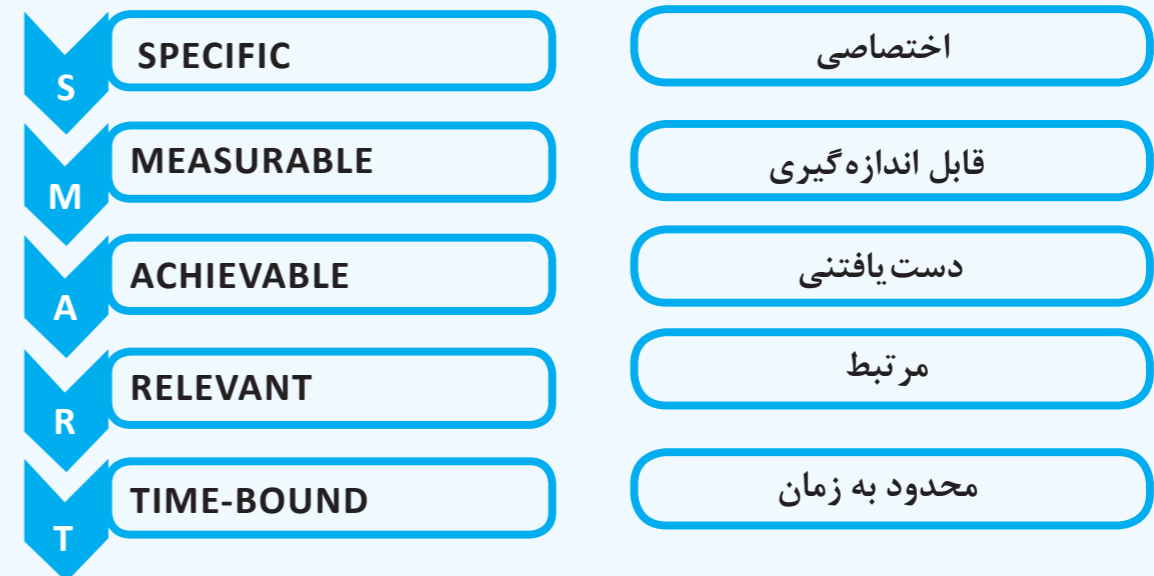 S
SPECIFIC
اختصاصی
M
MEASURABLE
قابل اندازه‌گیری
A
ACHIEVABLE
دست‌یافتنی
R
RELEVANT
مرتبط
T
TIME-BOUND
محدود به زمان